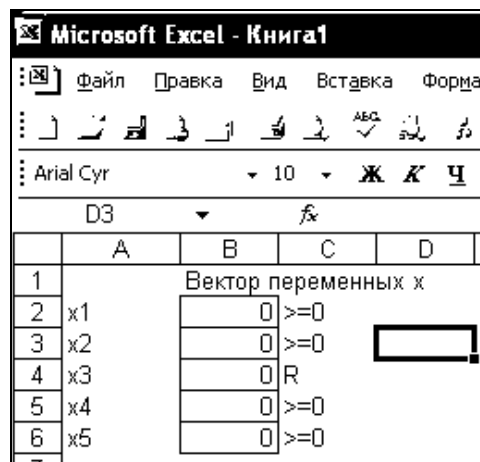 Microsoft Excel - Книга1
Файл Правка Вид Вставка Форма
ABC
Arial Cyr 10 Ж К Ч
D3 fx
A B C D
1 Вектор переменных x
2 x1 0 >=0
3 x2 0 >=0
4 x3 0 R
5 x4 0 >=0
6 x5 0 >=0